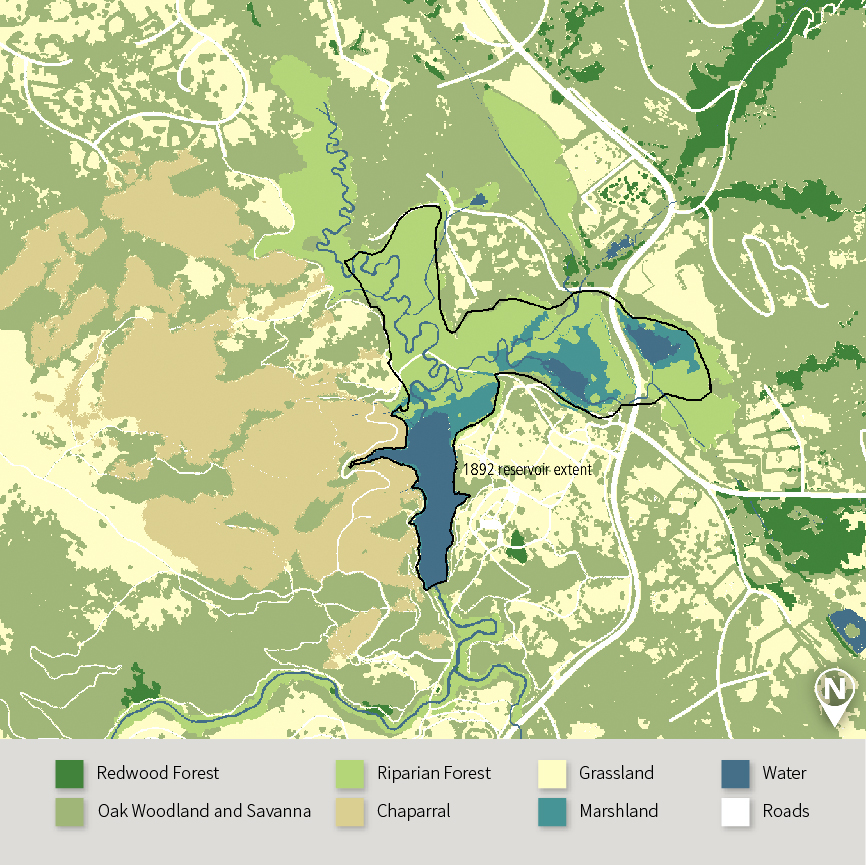 1892 reservoir extent
N
Redwood Forest
Riparian Forest
Grassland
Water
Oak Woodland and Savanna
Chaparral
Marshland
Roads